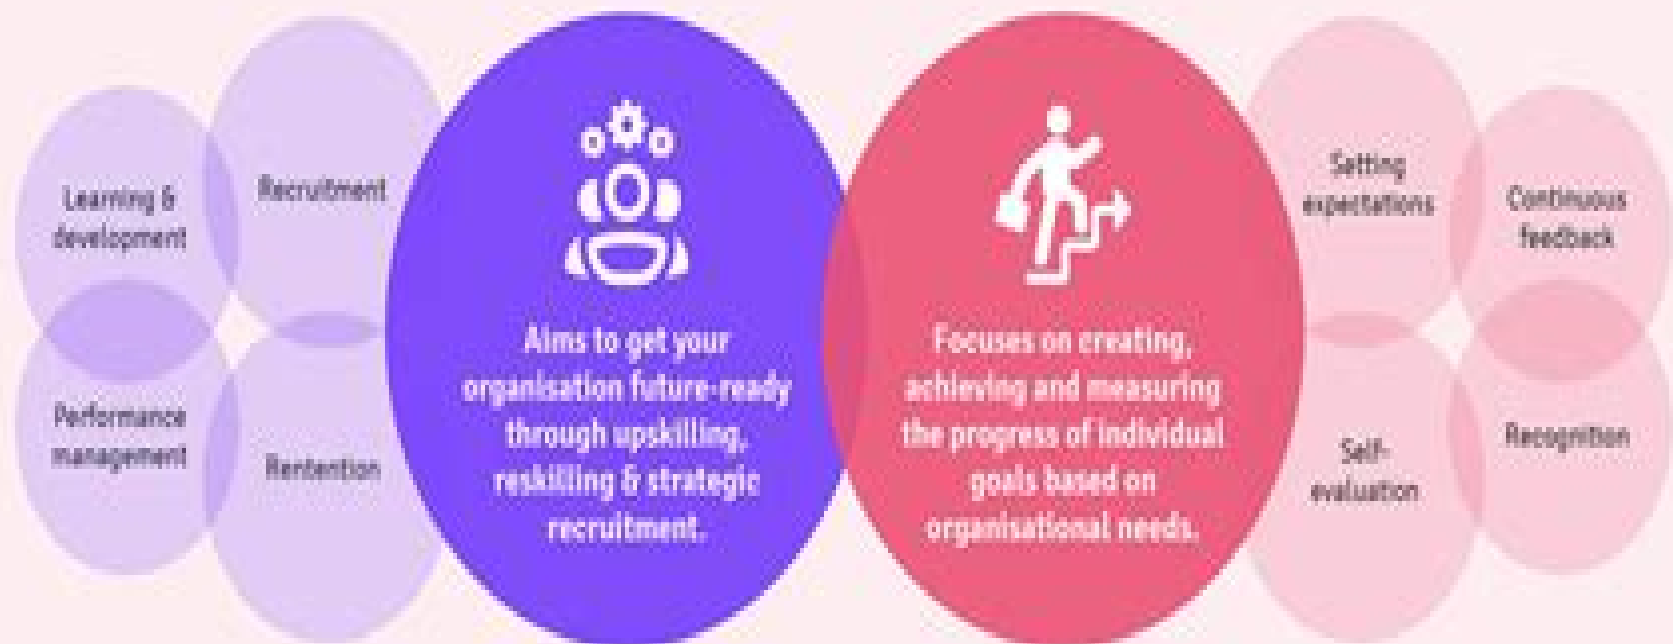 Learning &
development
Recruitment
Performance
management
Rentention
Aims to get your
organisation future-ready
through upskilling,
reskilling & strategic
recruitment.
Focuses on creating,
achieving and measuring
the progress of individual
goals based on
organisational needs.
Setting
expectations
Continuous
feedback
Self-
evaluation
Recognition